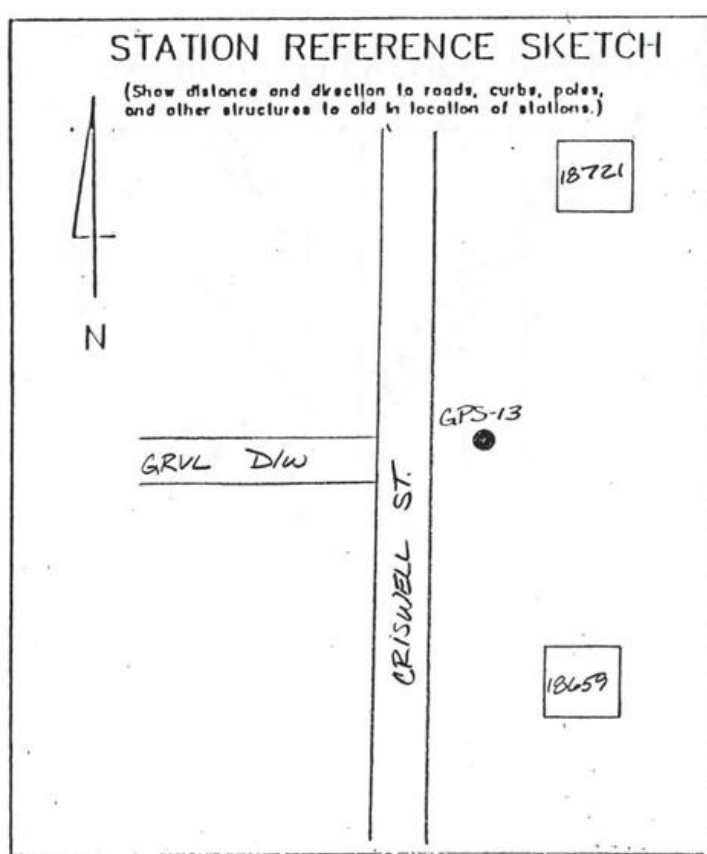 STATION REFERENCE SKETCH
(Show distance and direction to roads, curbs, poles,
and other structures to aid in location of stations.)
18721
N
GPS-13
GRVL D/W
CRISWELL ST.
18659